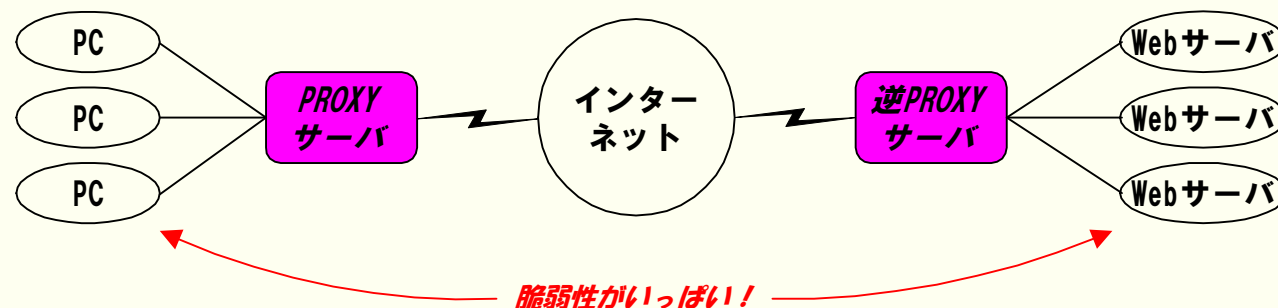 PC
PC
PC
PROXY
サーバ
インター
ネット
逆PROXY
サーバ
Webサーバ
Webサーバ
Webサーバ
脆弱性がいっぱい!